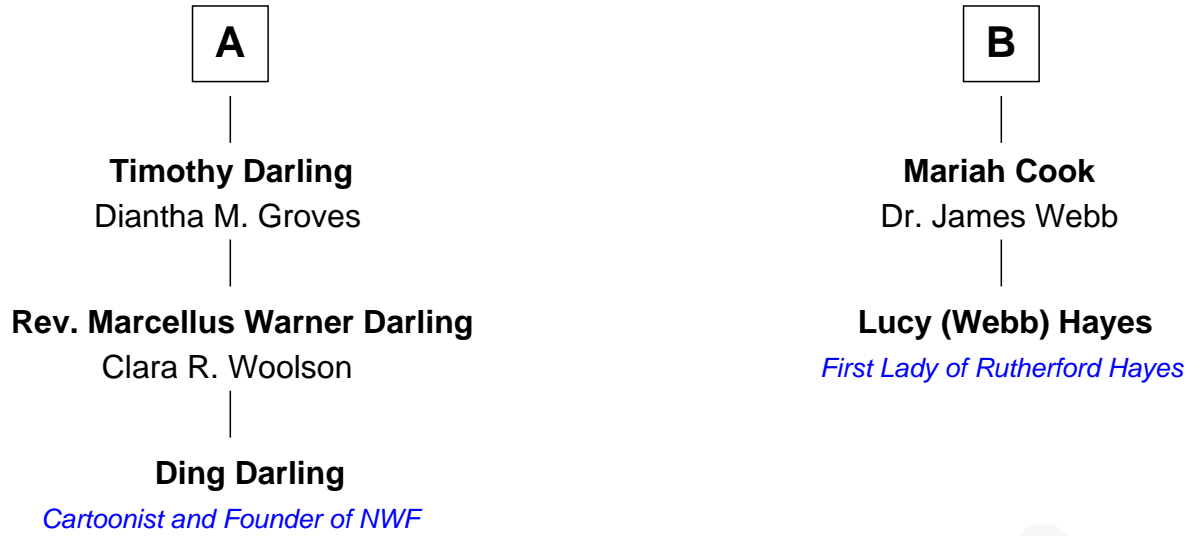 A
Timothy Darling
Diantha M. Groves
Rev. Marcellus Warner Darling
Clara R. Woolson
Ding Darling
Cartoonist and Founder of NWF
B
Mariah Cook
Dr. James Webb
Lucy (Webb) Hayes
First Lady of Rutherford Hayes